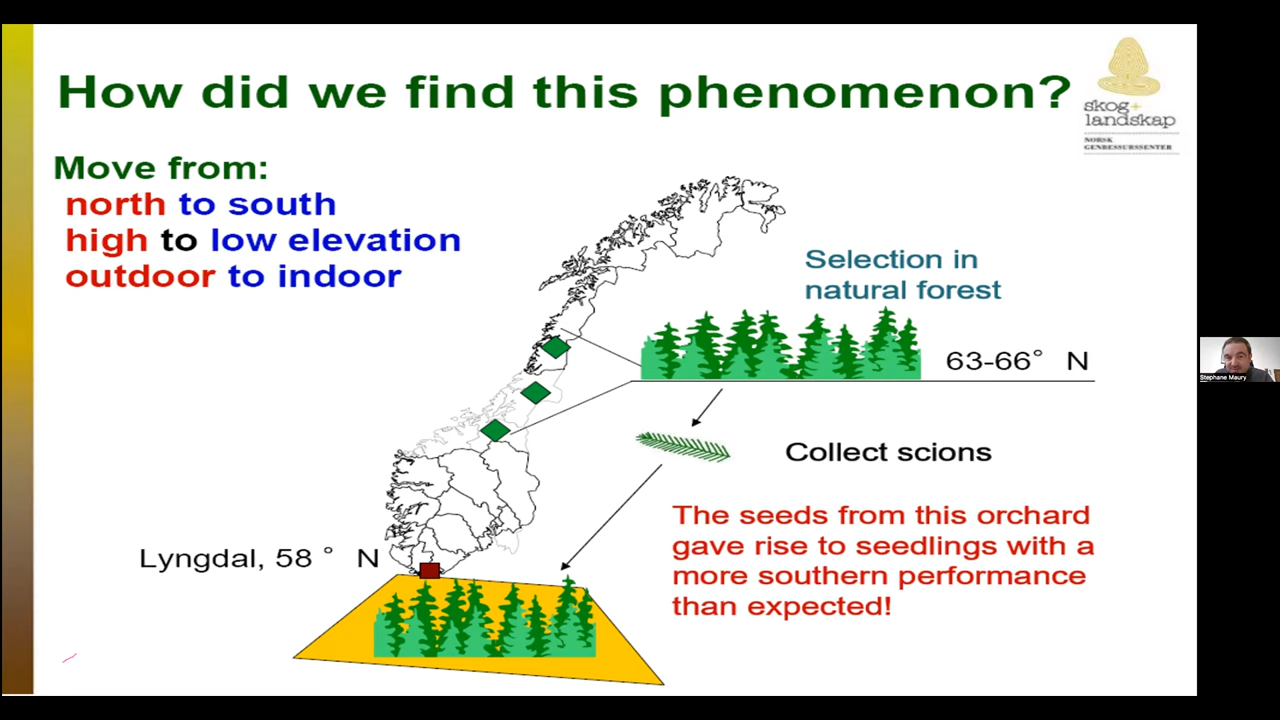 How did we find this phenomenon?
skog+
landskap
NORSK
GENRESSURSSENTER
Move from:
north to south
high to low elevation
outdoor to indoor
Selection in
natural forest
63-66° N
Collect scions
The seeds from this orchard
gave rise to seedlings with a
more southern performance
than expected!
Lyngdal, 58 ° N
Stephane Maury